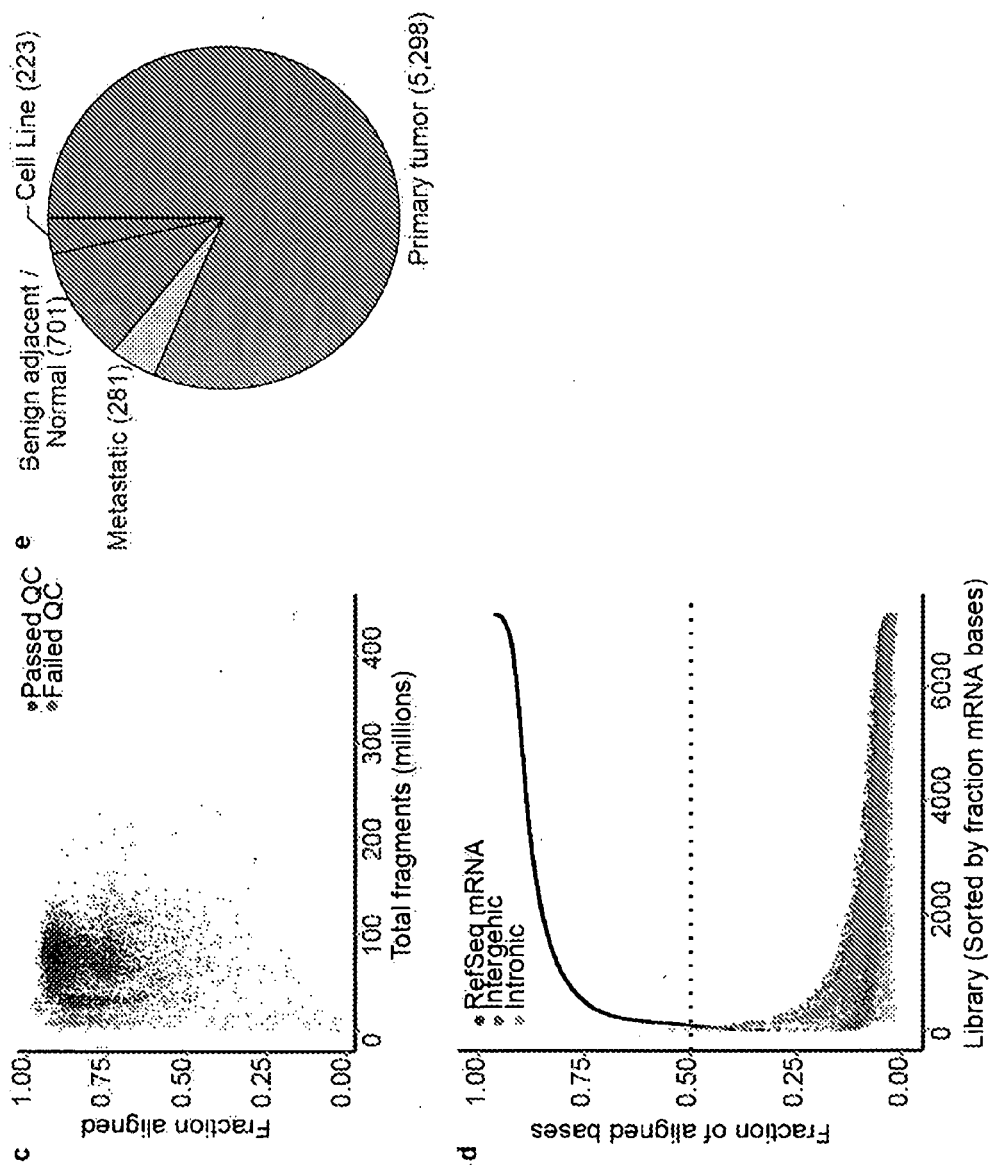 c
Fraction aligned
1.00
0.75
0.50
0.25
0.00
0
100
200
300
400
Total fragments (millions)
Passed QC
Failed QC
d
Fraction of aligned bases
1.00
0.75
0.50
0.25
0.00
RefSeq mRNA
Intergenic
Intronic
0
2000
4000
6000
Library (Sorted by fraction mRNA bases)
e
Benign adjacent /
Normal (701)
Cell Line (223)
Metastatic (281)
Primary tumor (5,298)